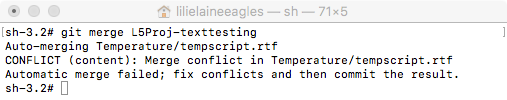 lilielaineeagles — sh — 71×5
[sh-3.2# git merge L5Proj-texttesting ]
Auto-merging Temperature/tempscript.rtf
CONFLICT (content): Merge conflict in Temperature/tempscript.rtf
Automatic merge failed; fix conflicts and then commit the result.
sh-3.2#